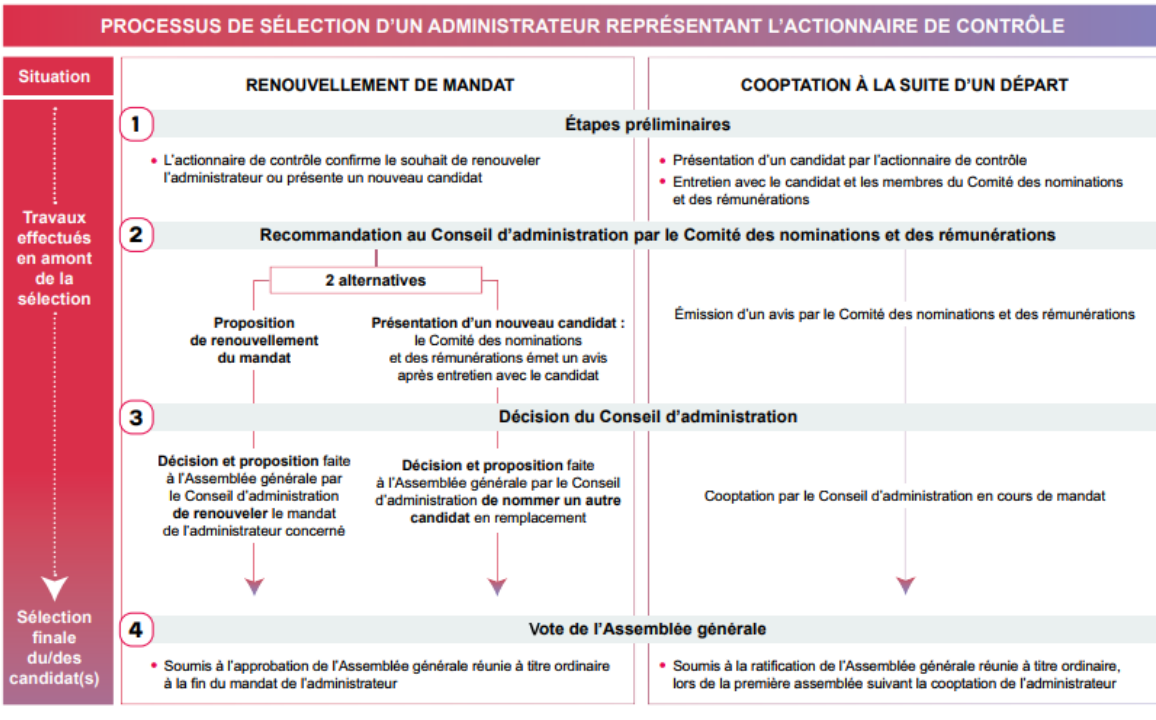 PROCESSUS DE SÉLECTION D'UN ADMINISTRATEUR REPRÉSENTANT L'ACTIONNAIRE DE CONTRÔLE
Situation
RENOUVELLEMENT DE MANDAT
COOPTATION À LA SUITE D'UN DÉPART
Travaux
effectués
en amont
de la
sélection
1
Étapes préliminaires
• L'actionnaire de contrôle confirme le souhait de renouveler
l'administrateur ou présente un nouveau candidat
• Présentation d'un candidat par l'actionnaire de contrôle
• Entretien avec le candidat et les membres du Comité des nominations
et des rémunérations
2
Recommandation au Conseil d'administration par le Comité des nominations et des rémunérations
2 alternatives
Proposition
de renouvellement
du mandat
Présentation d'un nouveau candidat :
le Comité des nominations
et des rémunérations émet un avis
après entretien avec le candidat
Émission d'un avis par le Comité des nominations et des rémunérations
3
Décision du Conseil d'administration
Décision et proposition faite
à l'Assemblée générale par
le Conseil d'administration
de renouveler le mandat
de l'administrateur concerné
Décision et proposition faite
à l'Assemblée générale par le Conseil
d'administration de nommer un autre
candidat en remplacement
Cooptation par le Conseil d'administration en cours de mandat
Sélection
finale
du/des
candidat(s)
4
Vote de l'Assemblée générale
• Soumis à l'approbation de l'Assemblée générale réunie à titre ordinaire
à la fin du mandat de l'administrateur
• Soumis à la ratification de l'Assemblée générale réunie à titre ordinaire,
lors de la première assemblée suivant la cooptation de l'administrateur